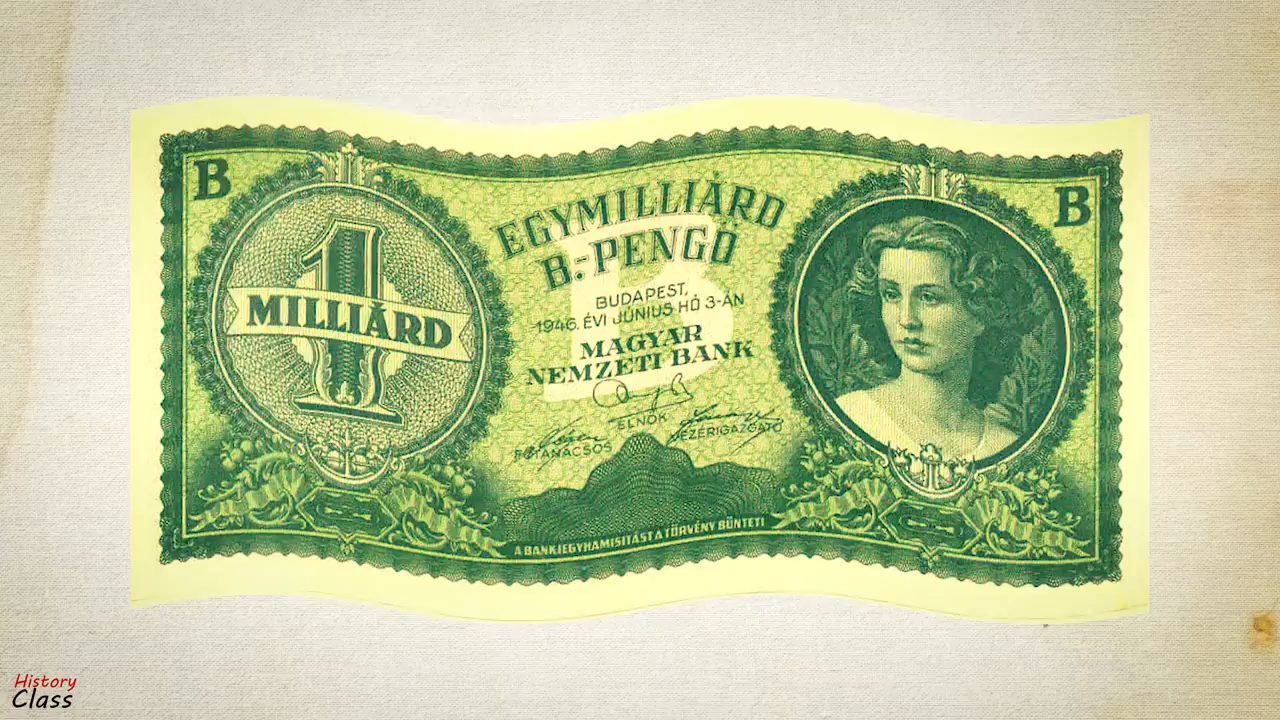 B
B
1
MILLIÁRD
EGYMILLIÁRD
B.-PENGŐ
BUDAPEST,
1946. ÉVI JÚNIUS HÓ 3-ÁN
MAGYAR
NEMZETI BANK
ELNÖK
FŐTANÁCSOS
VEZÉRIGAZGATÓ
A BANKJEGYHAMISÍTÁST A TÖRVÉNY BÜNTETI
History
Class